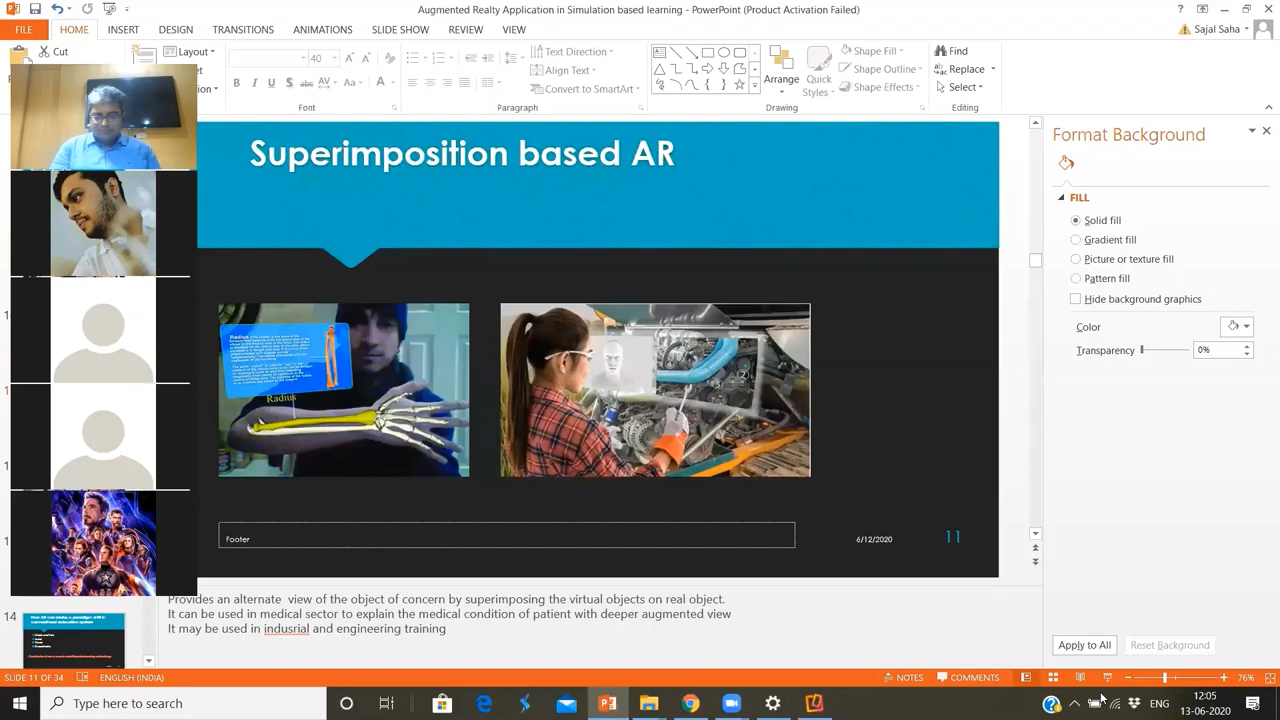 Augmented Realty Application in Simulation based learning - PowerPoint (Product Activation Failed)
FILE HOME INSERT DESIGN TRANSITIONS ANIMATIONS SLIDE SHOW REVIEW VIEW
Sajal Saha
Cut
Layout
40
Text Direction
Align Text
Convert to SmartArt
Arrange
Quick
Styles
Shape Fill
Shape Outline
Shape Effects
Find
Replace
Select
Font
Paragraph
Drawing
Editing
Superimposition based AR
Radius
Radius
Footer
6/12/2020
11
Format Background
FILL
Solid fill
Gradient fill
Picture or texture fill
Pattern fill
Hide background graphics
Color
Transparency
0%
Apply to All
Reset Background
14
Provides an alternate view of the object of concern by superimposing the virtual objects on real object.
It can be used in medical sector to explain the medical condition of patient with deeper augmented view
It may be used in indusrial and engineering training
SLIDE 11 OF 34
ENGLISH (INDIA)
NOTES
COMMENTS
76%
Type here to search
ENG
12:05
13-06-2020